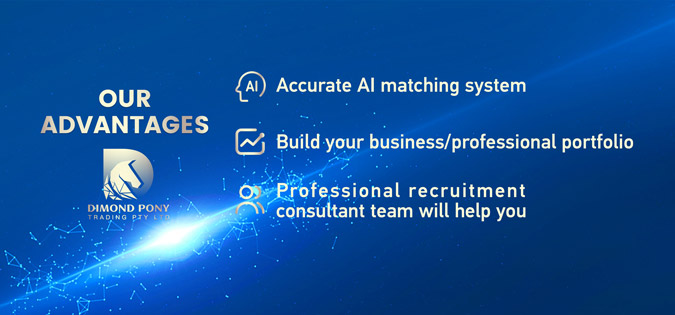 OUR
ADVANTAGES
DIMOND PONY
TRADING PTY LTD
AI
Accurate AI matching system
Build your business/professional portfolio
Professional recruitment
consultant team will help you